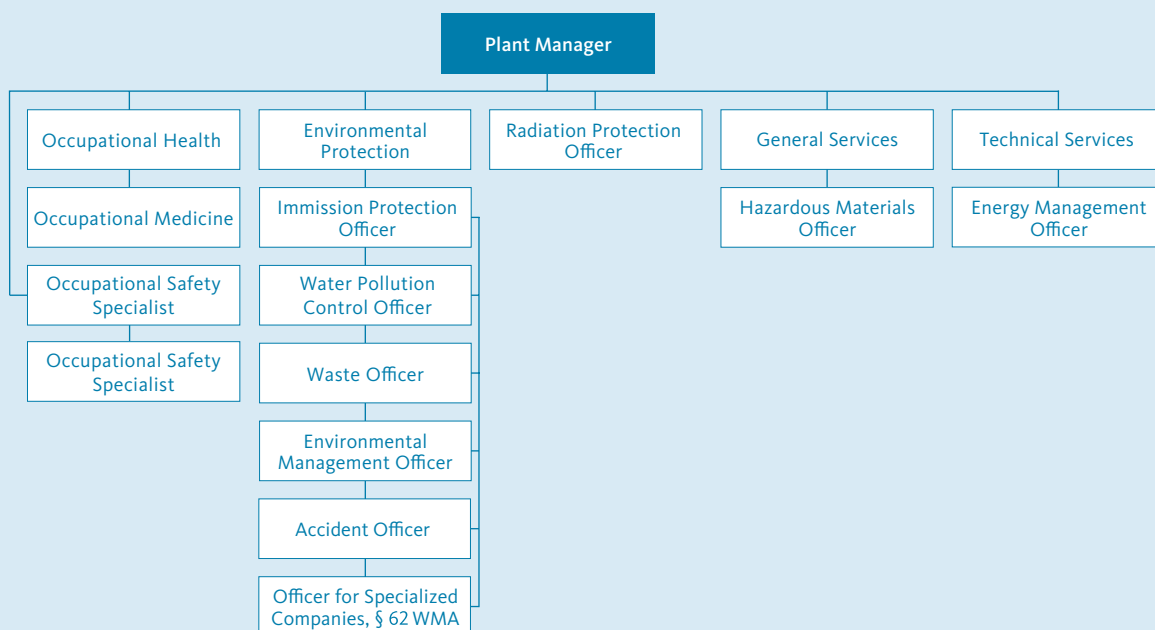 Plant Manager
Occupational Health
Environmental
Protection
Radiation Protection
Officer
General Services
Technical Services
Occupational Medicine
Immission Protection
Officer
Hazardous Materials
Officer
Energy Management
Officer
Occupational Safety
Specialist
Water Pollution
Control Officer
Occupational Safety
Specialist
Waste Officer
Environmental
Management Officer
Accident Officer
Officer for Specialized
Companies, § 62 WMA